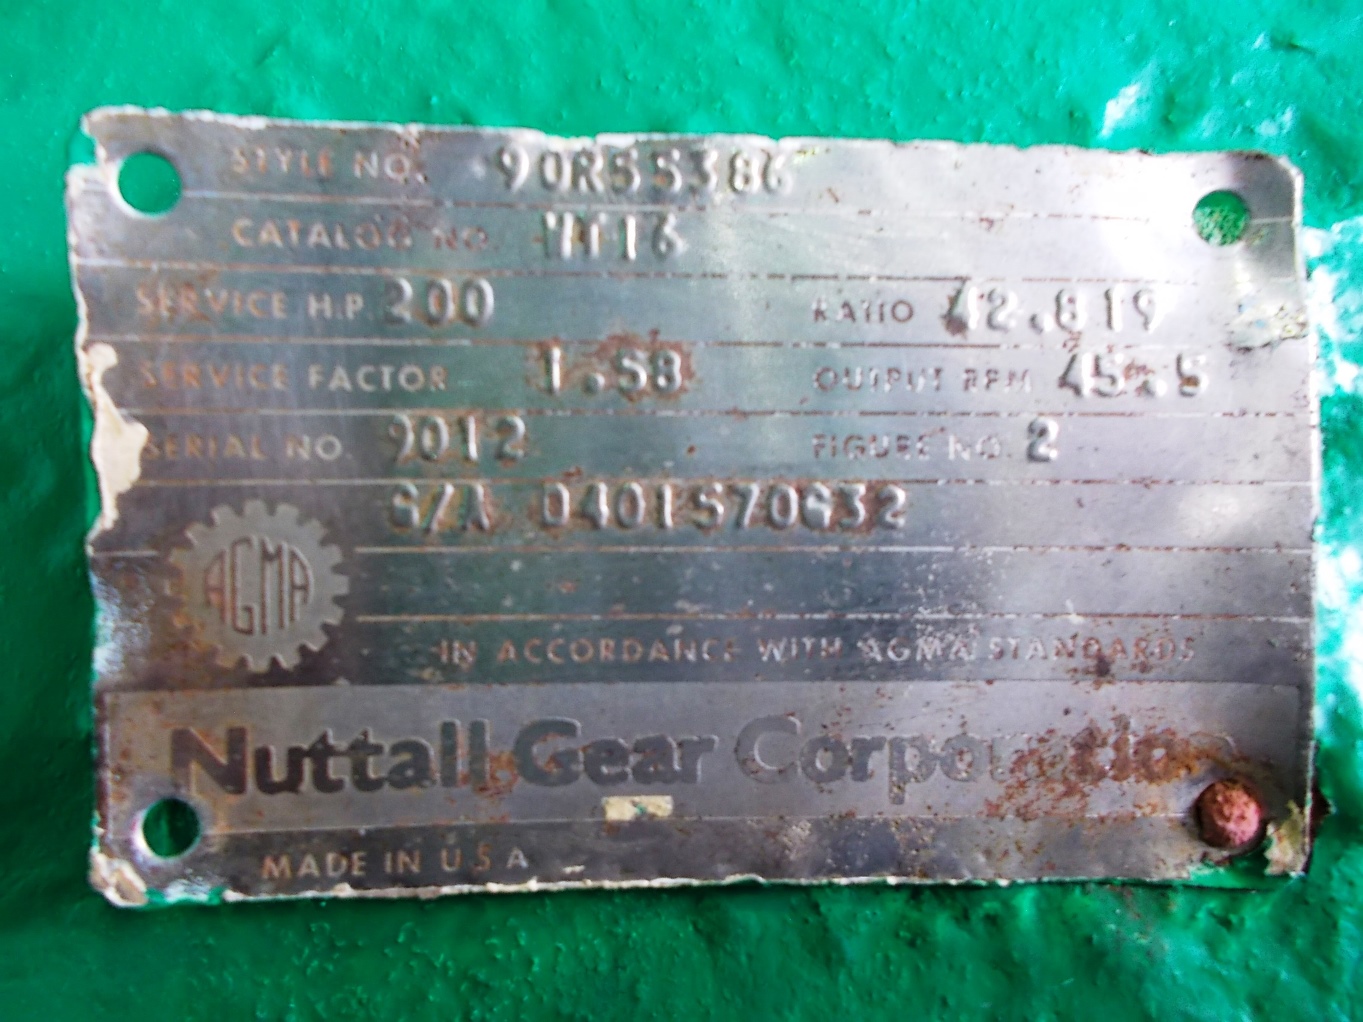 STYLE NO. 90R55386
CATALOG NO.
SERVICE H.P. 200 RATIO 42.819
SERVICE FACTOR 1.58 OUTPUT RPM 45.5
SERIAL NO. 9012 FIGURE NO. 2
G/A 0401570G32
AGMA
IN ACCORDANCE WITH AGMA STANDARDS
Nuttall Gear Corporation
MADE IN U S A